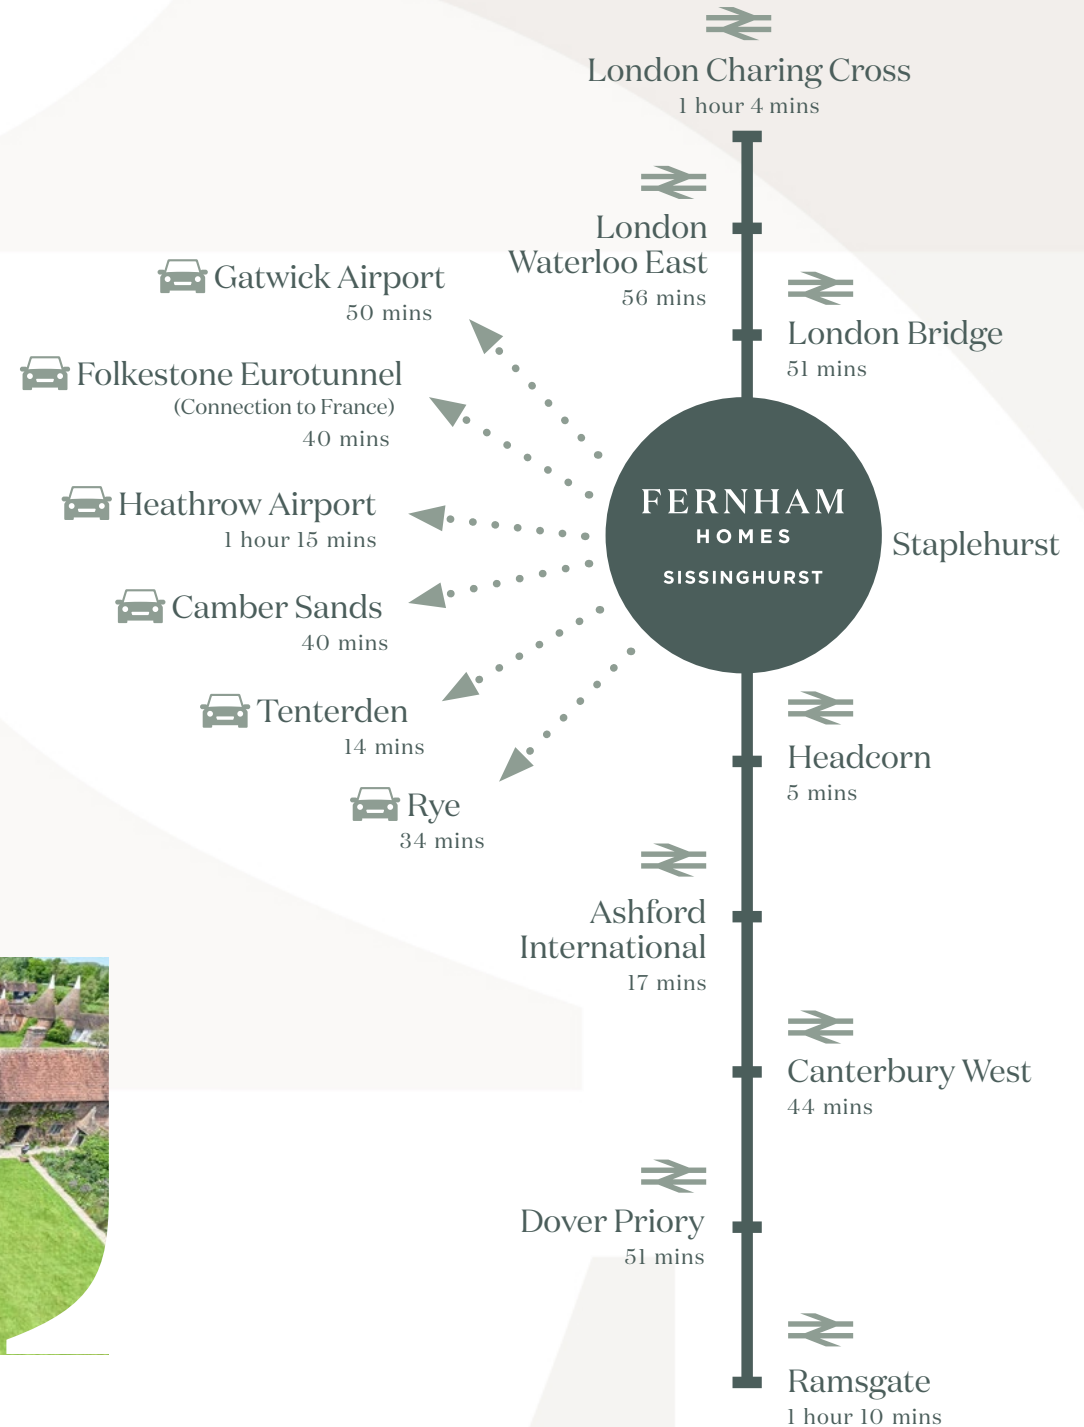 London Charing Cross
1 hour 4 mins
London
Waterloo East
56 mins
London Bridge
51 mins
Gatwick Airport
50 mins
Folkestone Eurotunnel
(Connection to France)
40 mins
Heathrow Airport
1 hour 15 mins
Camber Sands
40 mins
Tenterden
14 mins
Rye
34 mins
FERNHAM
HOMES
SISSINGHURST
Staplehurst
Headcorn
5 mins
Ashford
International
17 mins
Canterbury West
44 mins
Dover Priory
51 mins
Ramsgate
1 hour 10 mins